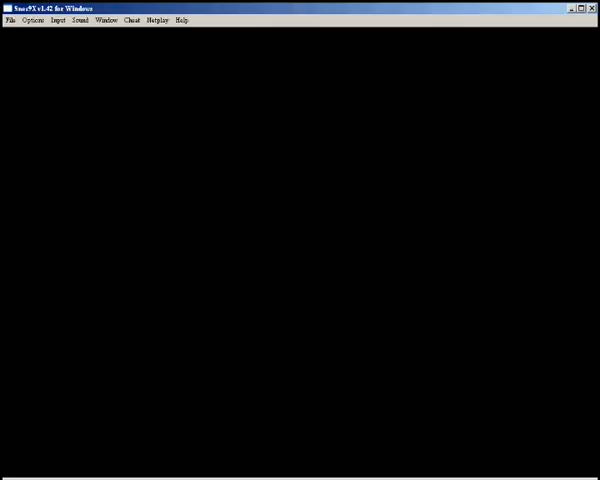 Snes9X v1.42 for Windows
File Options Input Sound Window Cheat Netplay Help